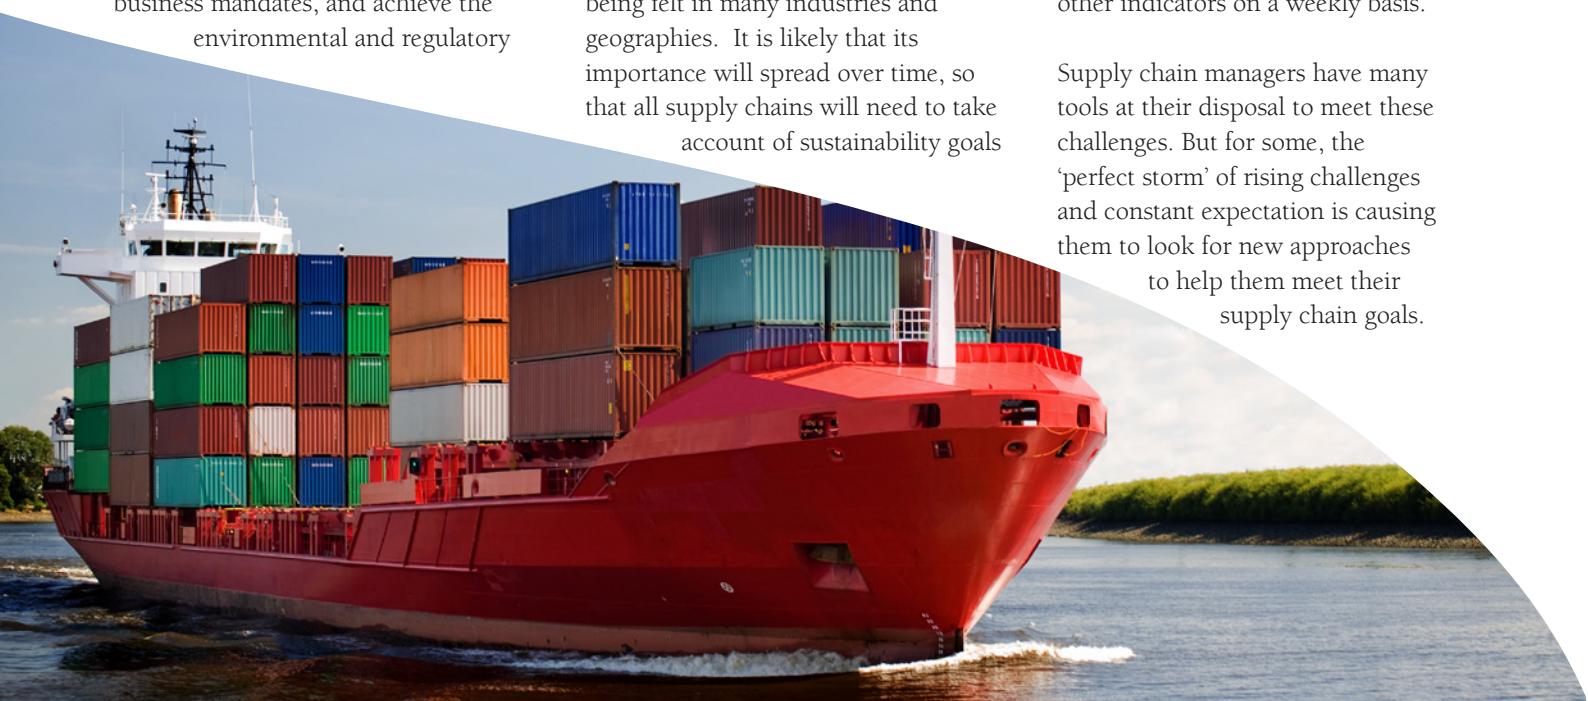 business mandates, and achieve the
environmental and regulatory
being felt in many industries and
geographies.  It is likely that its
importance will spread over time, so
that all supply chains will need to take
account of sustainability goals
other indicators on a weekly basis.
Supply chain managers have many
tools at their disposal to meet these
challenges. But for some, the
‘perfect storm’ of rising challenges
and constant expectation is causing
them to look for new approaches
to help them meet their
supply chain goals.